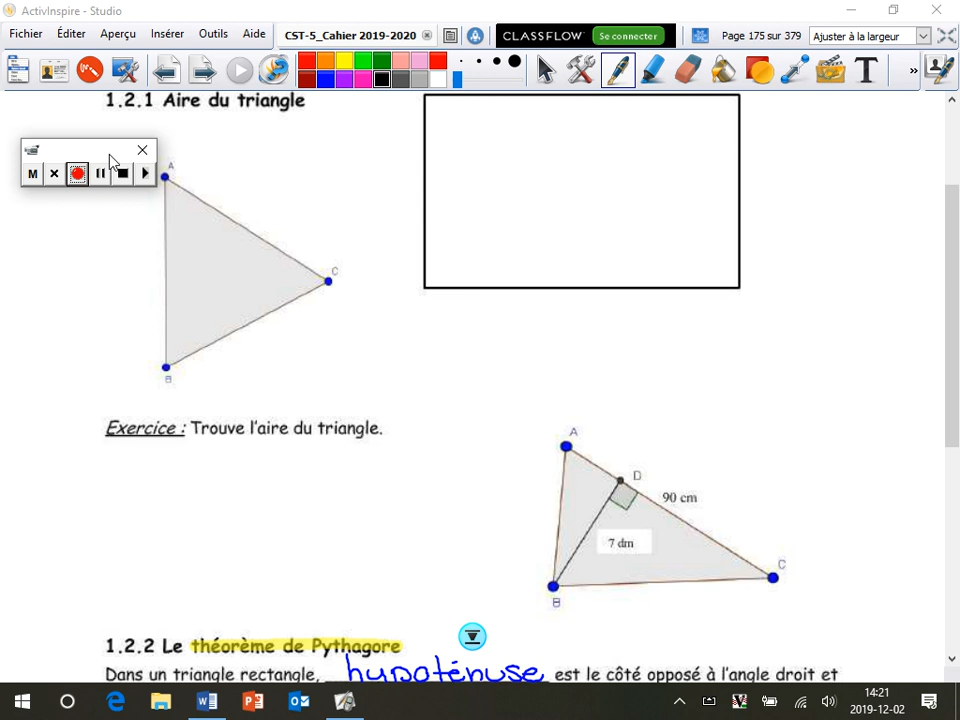 ActivInspire - Studio
Fichier Éditer Aperçu Insérer Outils Aide CST-5_Cahier 2019-2020 CLASSFLOW Se connecter Page 175 sur 379 Ajuster à la largeur
T »
1.2.1 Aire du triangle
M
A
C
B
Exercice : Trouve l'aire du triangle.
A
D
90 cm
7 dm
C
B
1.2.2 Le théorème de Pythagore
Dans un triangle rectangle, hypoténuse est le côté opposé à l'angle droit et
14:21
2019-12-02